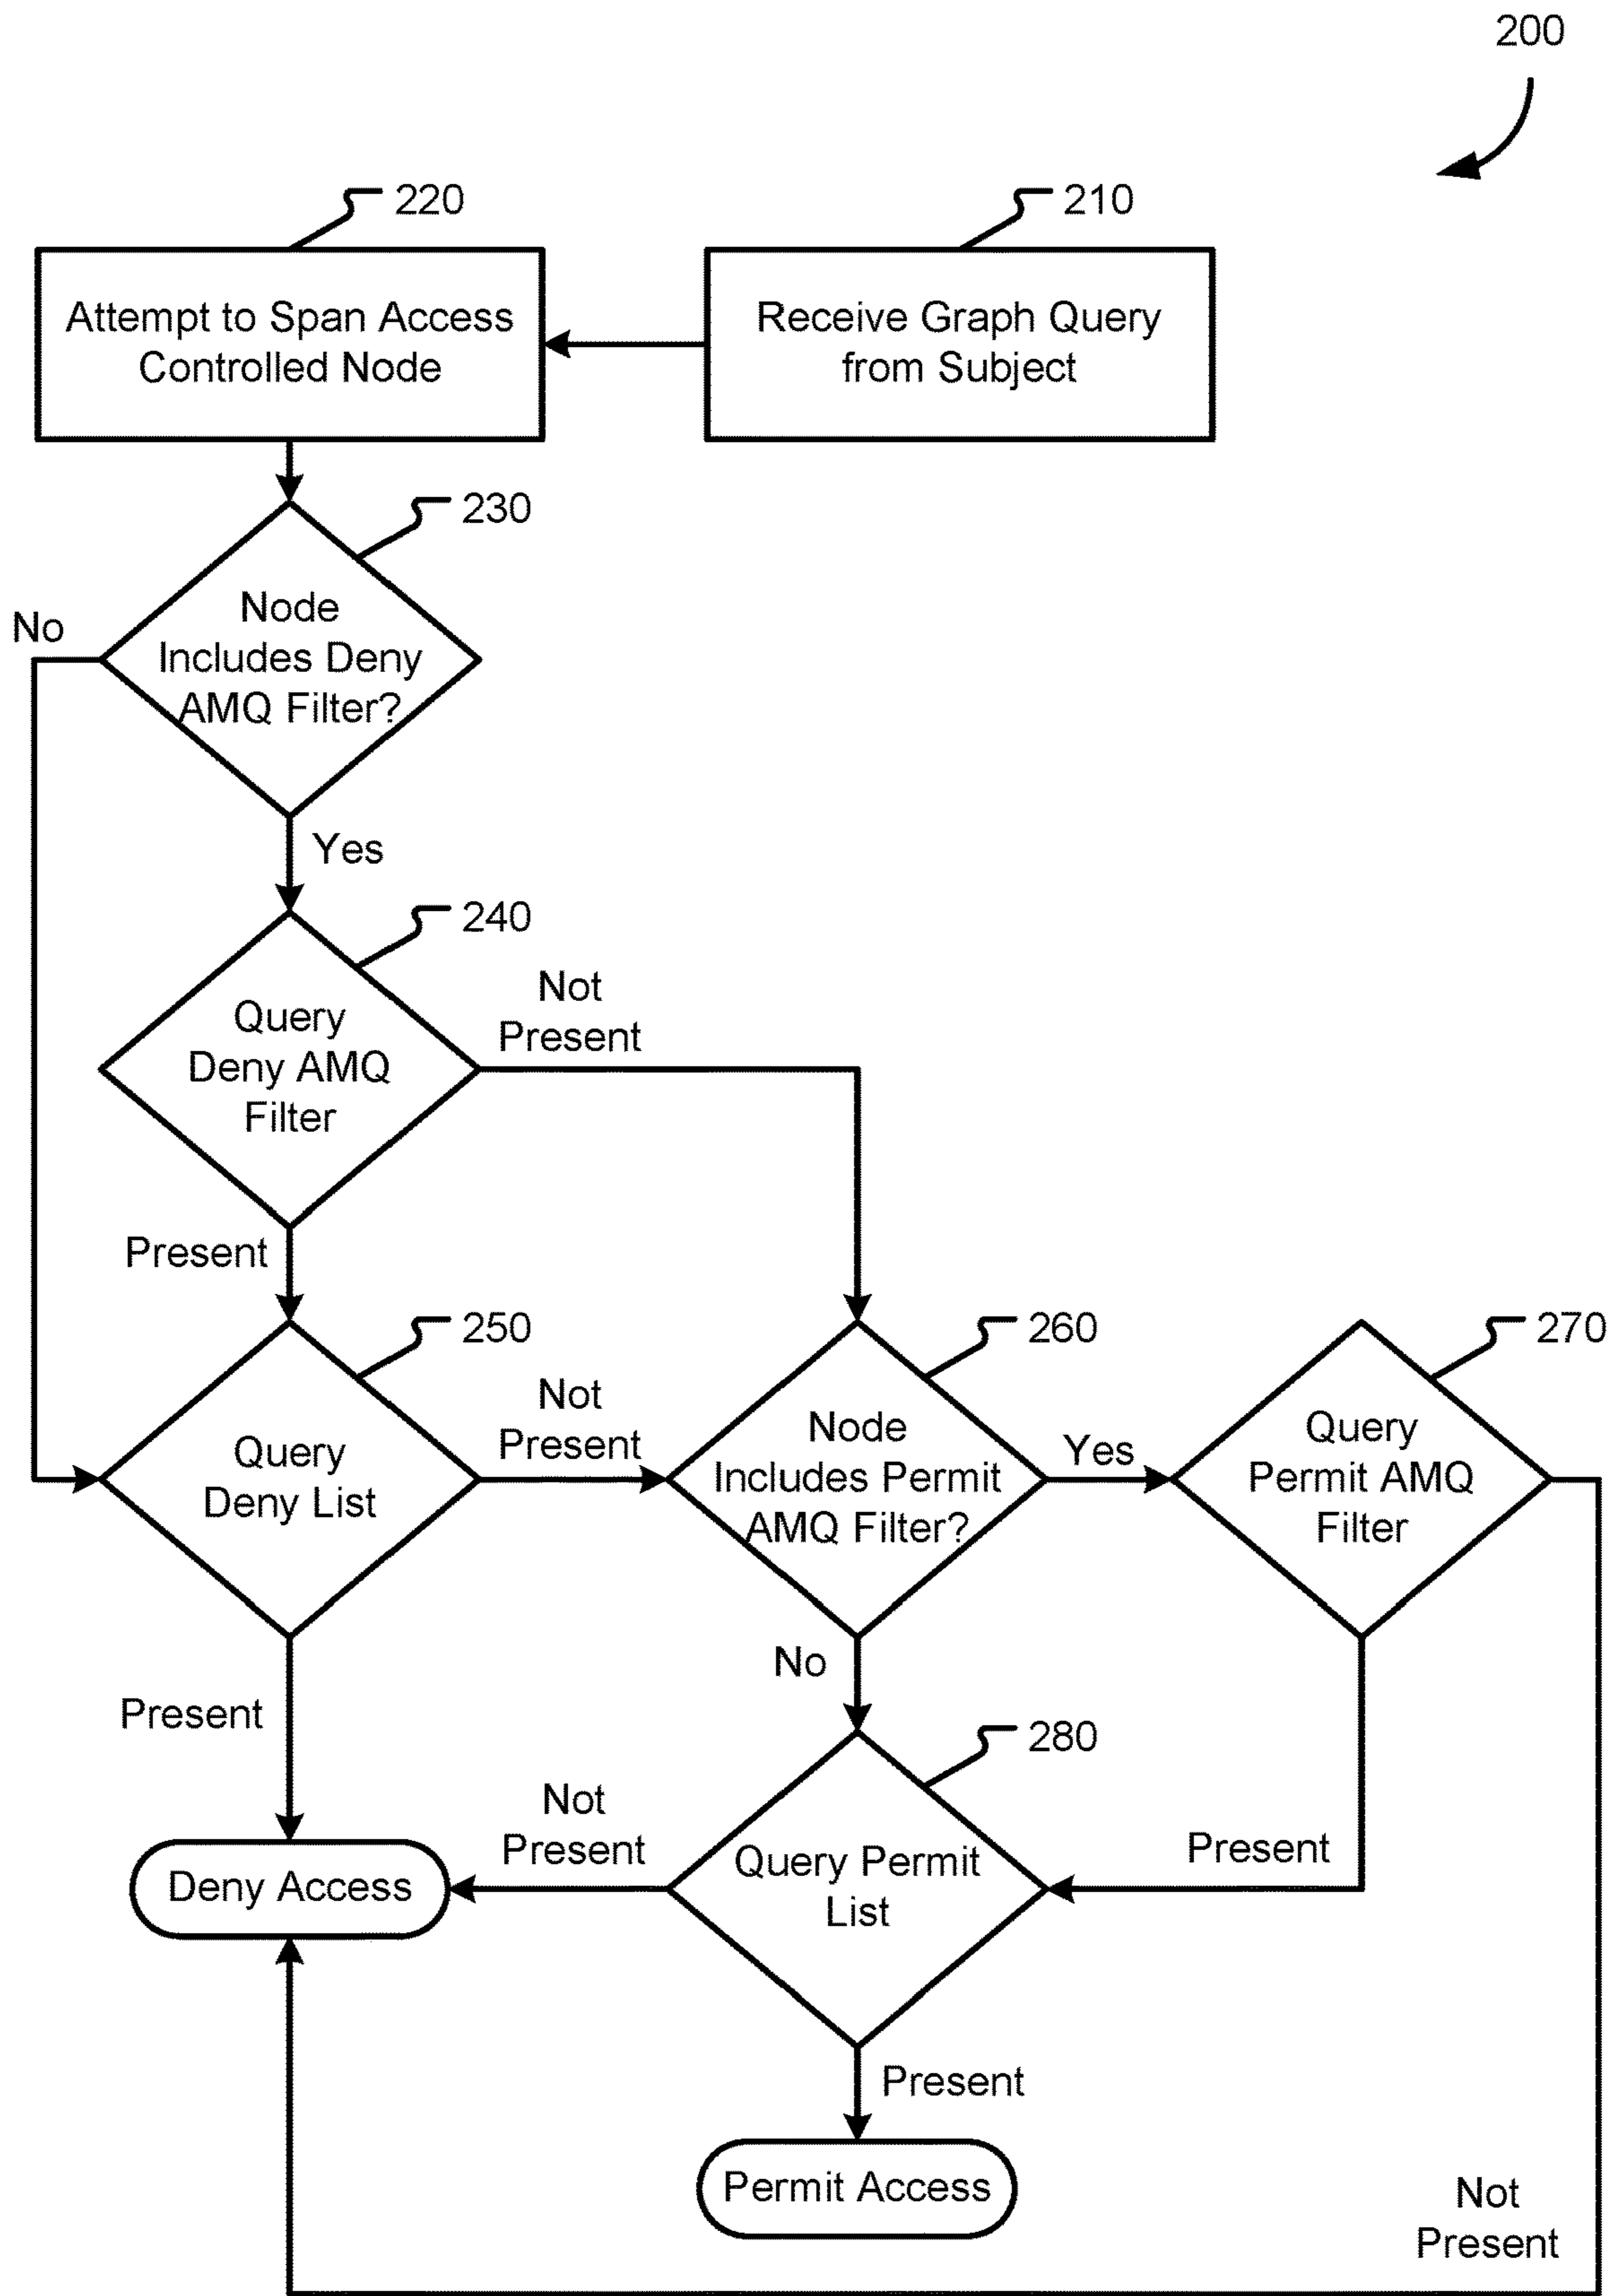 200
220
210
Attempt to Span Access
Controlled Node
Receive Graph Query
from Subject
230
No
Node
Includes Deny
AMQ Filter?
Yes
240
Not
Present
Query
Deny AMQ
Filter
Present
250
260
270
Not
Present
Query
Deny List
Node
Includes Permit
AMQ Filter?
Yes
Query
Permit AMQ
Filter
No
Present
280
Not
Present
Present
Deny Access
Query Permit
List
Present
Permit Access
Not
Present